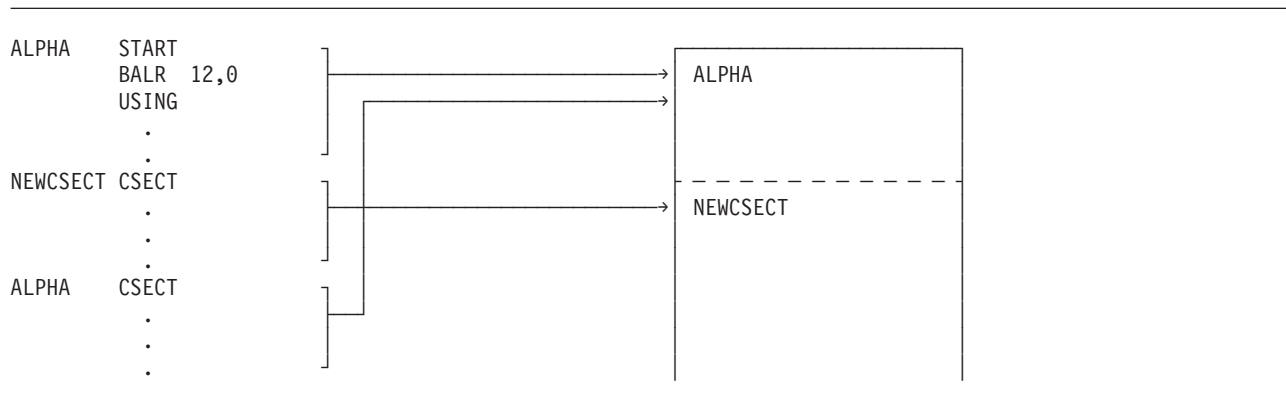 ALPHA START
BALR 12,0 ALPHA
USING
.
.
NEWCSECT CSECT
. NEWCSECT
.
.
ALPHA CSECT
.
.
.